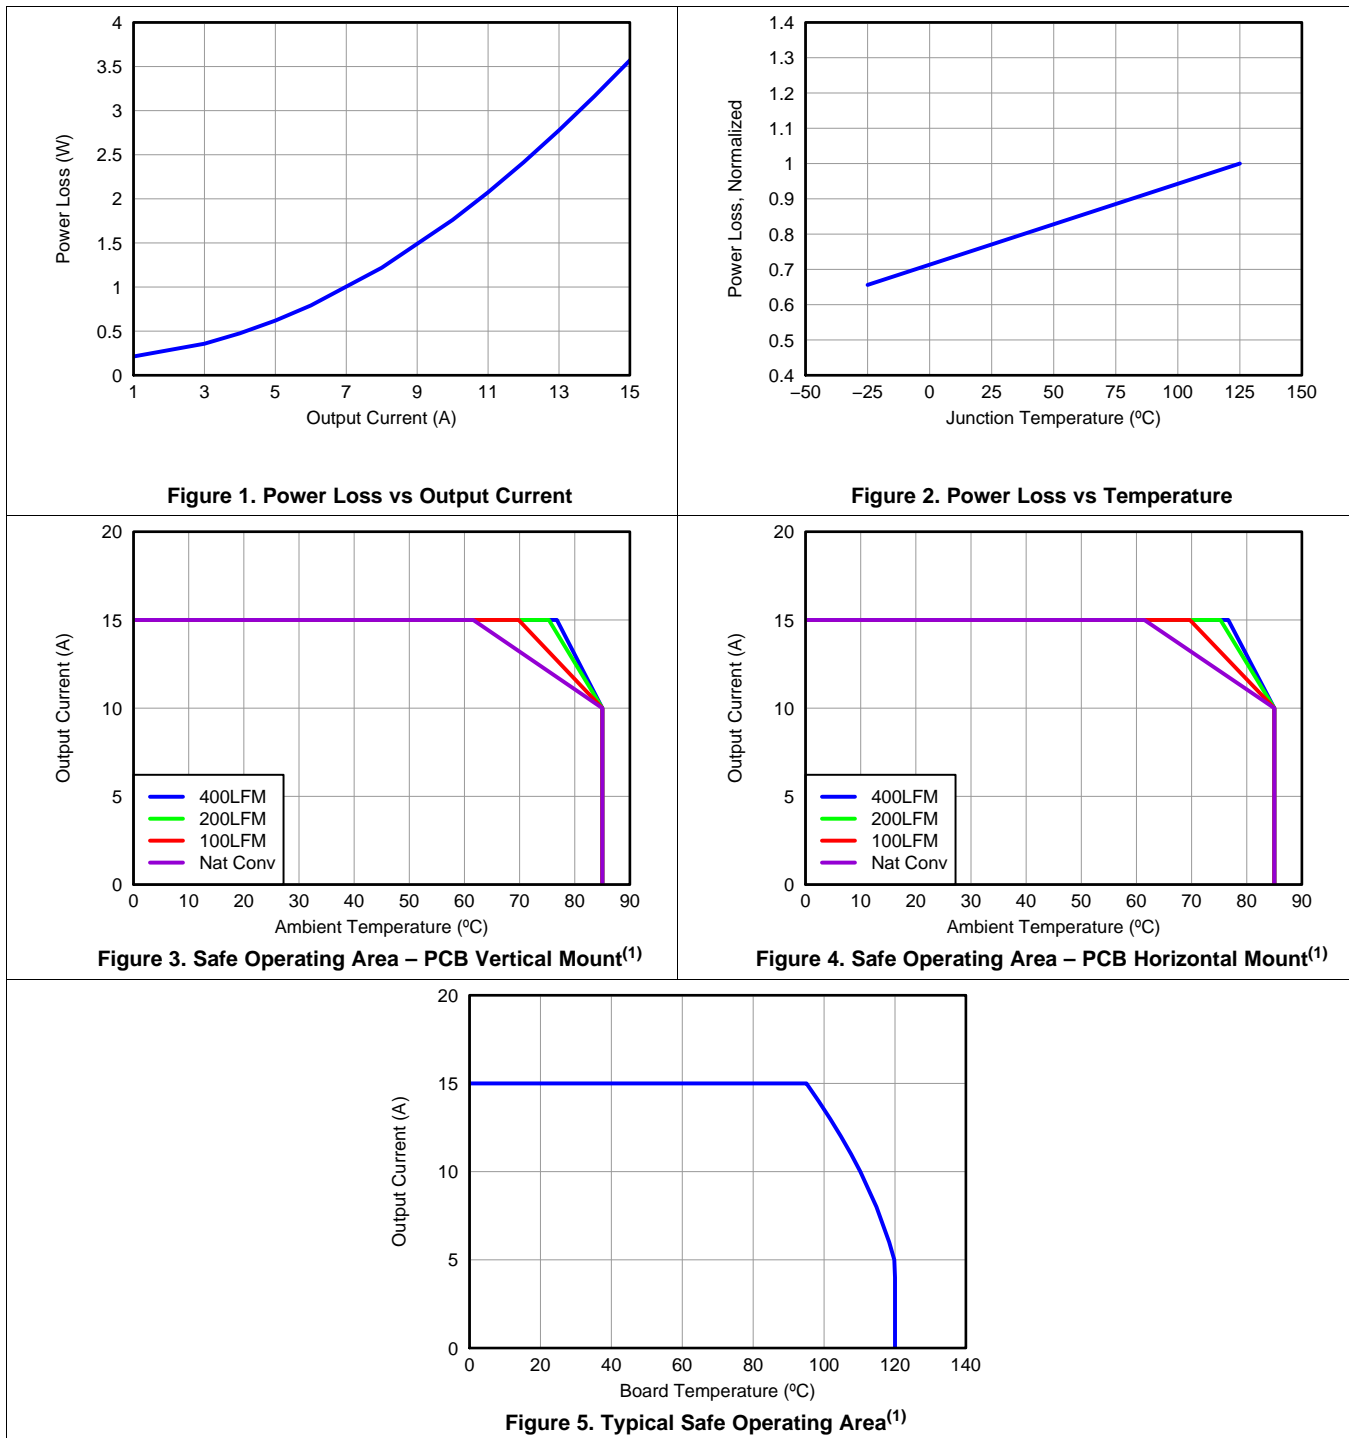 4
3.5
3
2.5
2
1.5
1
0.5
0
Power Loss (W)
1 3 5 7 9 11 13 15
Output Current (A)
Figure 1. Power Loss vs Output Current
1.4
1.3
1.2
1.1
1
0.9
0.8
0.7
0.6
0.5
0.4
Power Loss, Normalized
–50 –25 0 25 50 75 100 125 150
Junction Temperature (ºC)
Figure 2. Power Loss vs Temperature
20
15
10
5
0
Output Current (A)
400LFM
200LFM
100LFM
Nat Conv
0 10 20 30 40 50 60 70 80 90
Ambient Temperature (ºC)
Figure 3. Safe Operating Area – PCB Vertical Mount(1)
20
15
10
5
0
Output Current (A)
400LFM
200LFM
100LFM
Nat Conv
0 10 20 30 40 50 60 70 80 90
Ambient Temperature (ºC)
Figure 4. Safe Operating Area – PCB Horizontal Mount(1)
20
15
10
5
0
Output Current (A)
0 20 40 60 80 100 120 140
Board Temperature (ºC)
Figure 5. Typical Safe Operating Area(1)